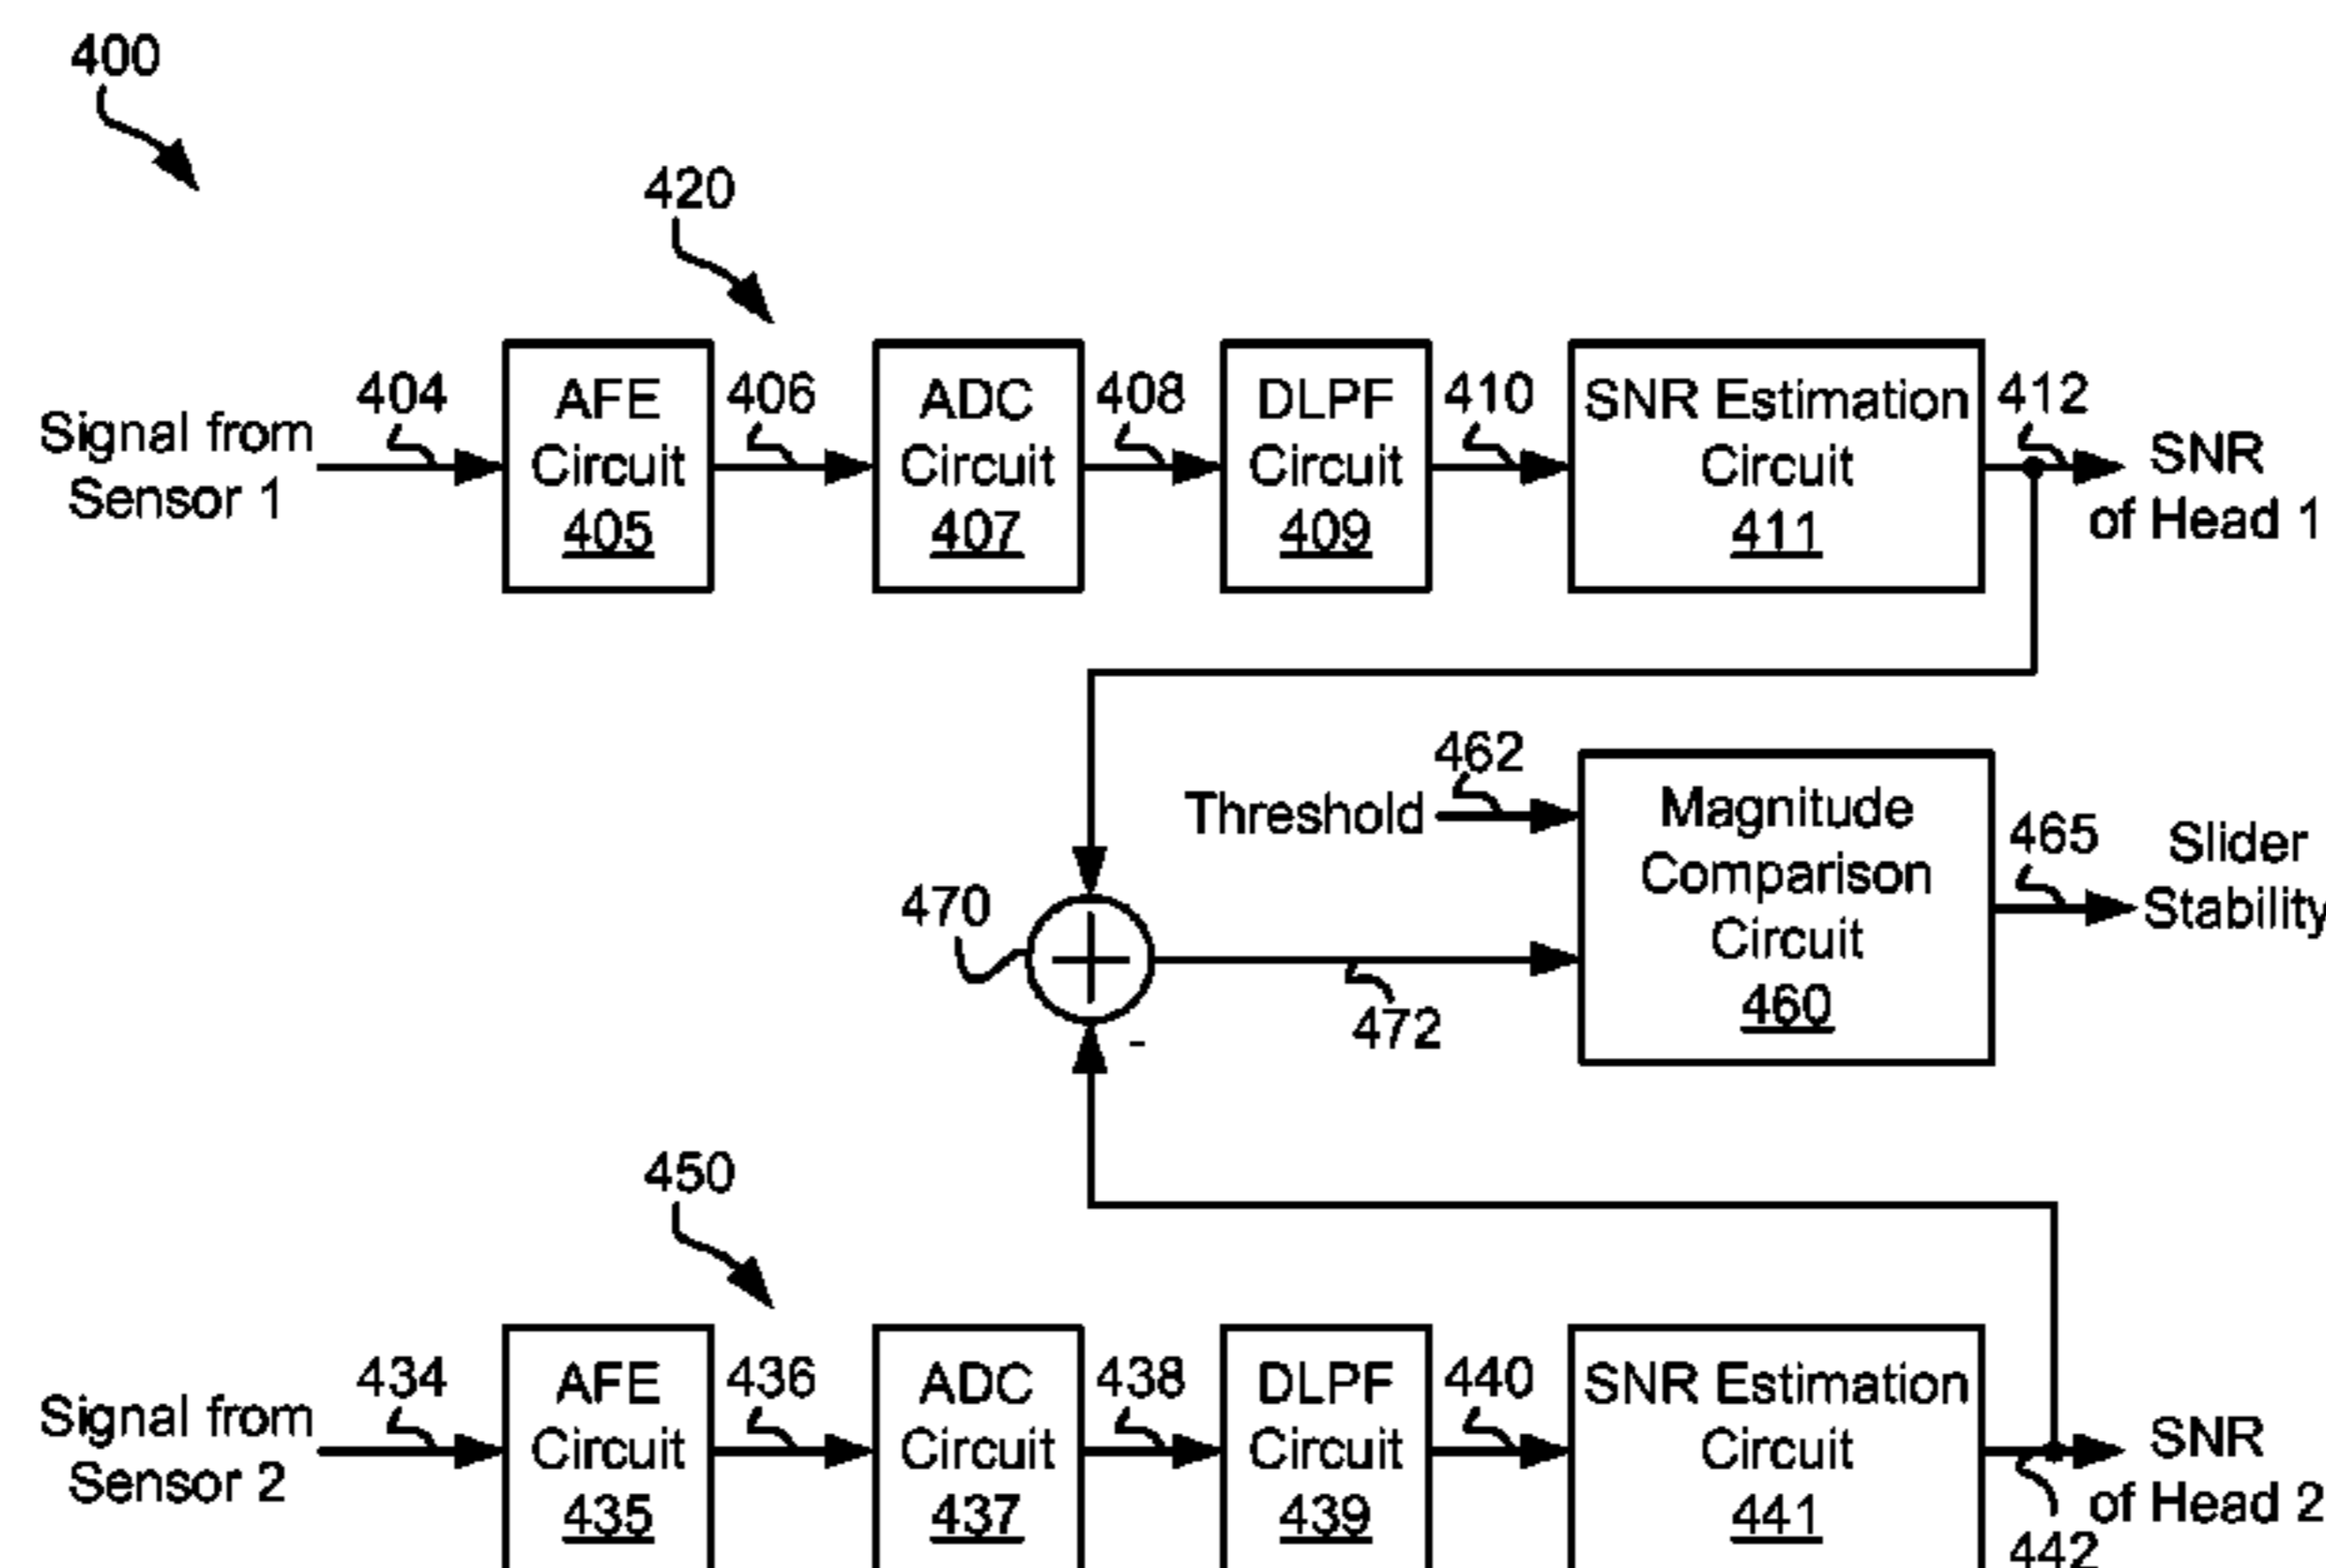 400
420
404
406
408
410
412
Signal from
Sensor 1
AFE
Circuit
405
ADC
Circuit
407
DLPF
Circuit
409
SNR Estimation
Circuit
411
SNR
of Head 1
462
Threshold
Magnitude
Comparison
Circuit
460
465
Slider
Stability
470
+
-
472
450
434
436
438
440
Signal from
Sensor 2
AFE
Circuit
435
ADC
Circuit
437
DLPF
Circuit
439
SNR Estimation
Circuit
441
SNR
of Head 2
442